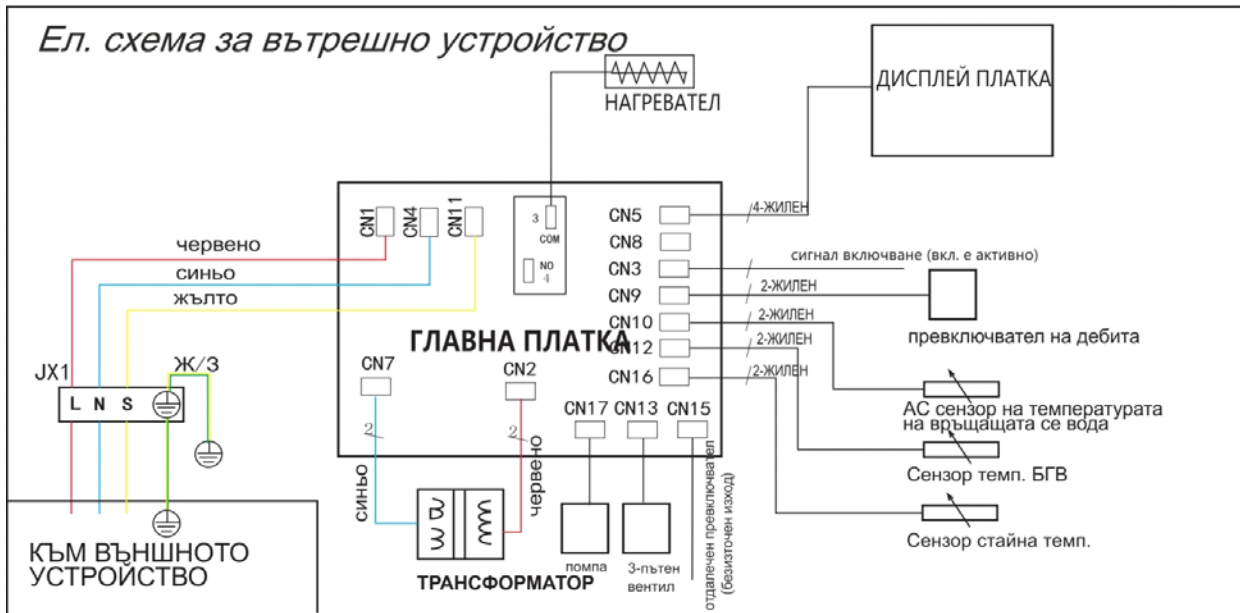 Ел. схема за вътрешно устройство
НАГРЕВАТЕЛ
ДИСПЛЕЙ ПЛАТКА
CN1
CN4
CN11
3
COM
NO
4
CN5
4-ЖИЛЕН
CN8
CN3
сигнал включване (вкл. е активно)
CN9
2-ЖИЛЕН
CN10
2-ЖИЛЕН
CN12
2-ЖИЛЕН
CN16
2-ЖИЛЕН
червено
синьо
жълто
ГЛАВНА ПЛАТКА
превключвател на дебита
JX1
Ж/З
L N S
CN7
CN2
CN17
CN13
CN15
АС сензор на температурата
на връщащата се вода
Сензор темп. БГВ
Сензор стайна темп.
2
2
синьо
червено
ТРАНСФОРМАТОР
помпа
3-пътен
вентил
отдалечен превключвател
(безизточен изход)
КЪМ ВЪНШНОТО
УСТРОЙСТВО